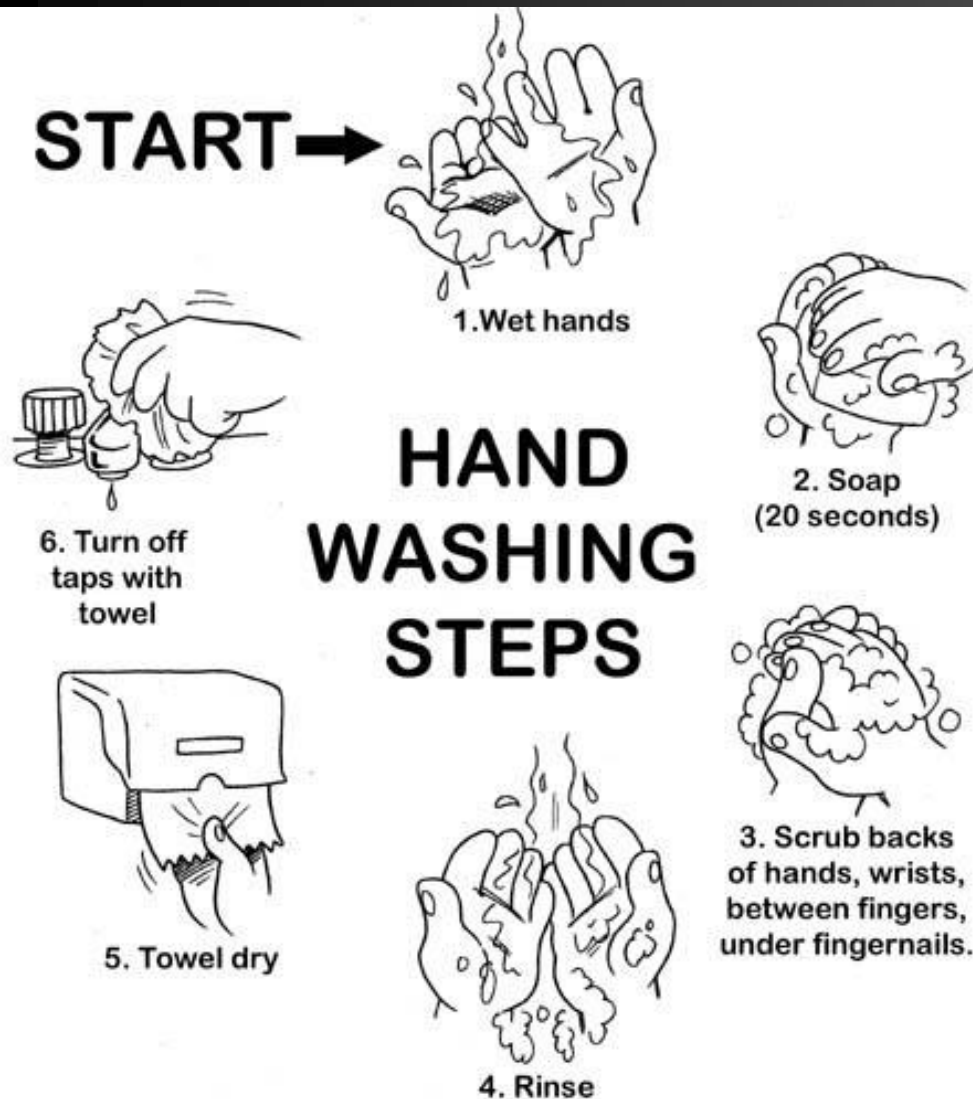 START
1.Wet hands
2. Soap
(20 seconds)
3. Scrub backs
of hands, wrists,
between fingers,
under fingernails.
4. Rinse
5. Towel dry
6. Turn off
taps with
towel
HAND
WASHING
STEPS